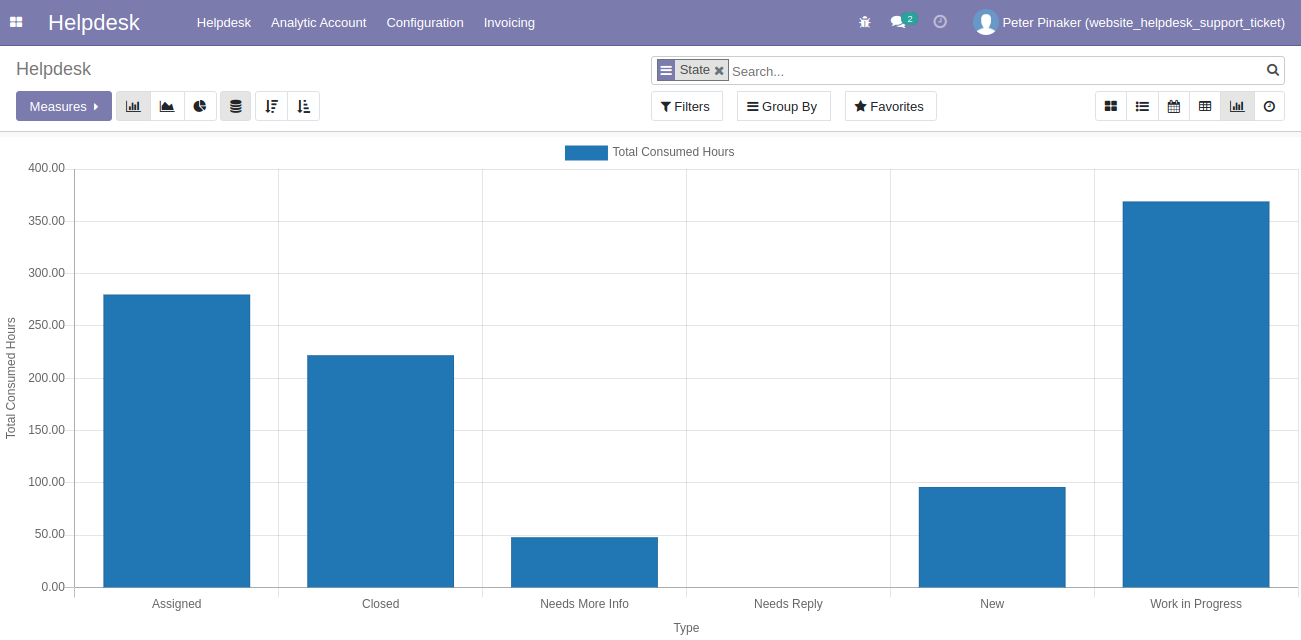 Helpdesk Helpdesk Analytic Account Configuration Invoicing 2 Peter Pinaker (website_helpdesk_support_ticket)
Helpdesk State Search...
Measures Filters Group By Favorites
Total Consumed Hours
400.00
350.00
300.00
250.00
200.00
150.00
100.00
50.00
0.00
Total Consumed Hours
Assigned Closed Needs More Info Needs Reply New Work in Progress
Type